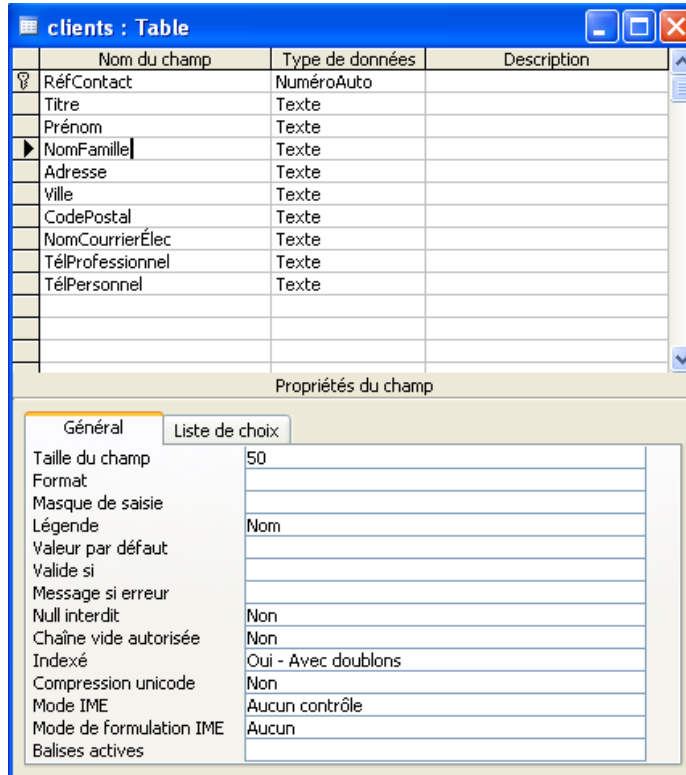 clients : Table
Nom du champ Type de données Description
RéfContact NuméroAuto
Titre Texte
Prénom Texte
NomFamille Texte
Adresse Texte
Ville Texte
CodePostal Texte
NomCourrierÉlec Texte
TélProfessionnel Texte
TélPersonnel Texte
Propriétés du champ
Général Liste de choix
Taille du champ 50
Format
Masque de saisie
Légende Nom
Valeur par défaut
Valide si
Message si erreur
Null interdit Non
Chaîne vide autorisée Non
Indexé Oui - Avec doublons
Compression unicode Non
Mode IME Aucun contrôle
Mode de formulation IME Aucun
Balises actives